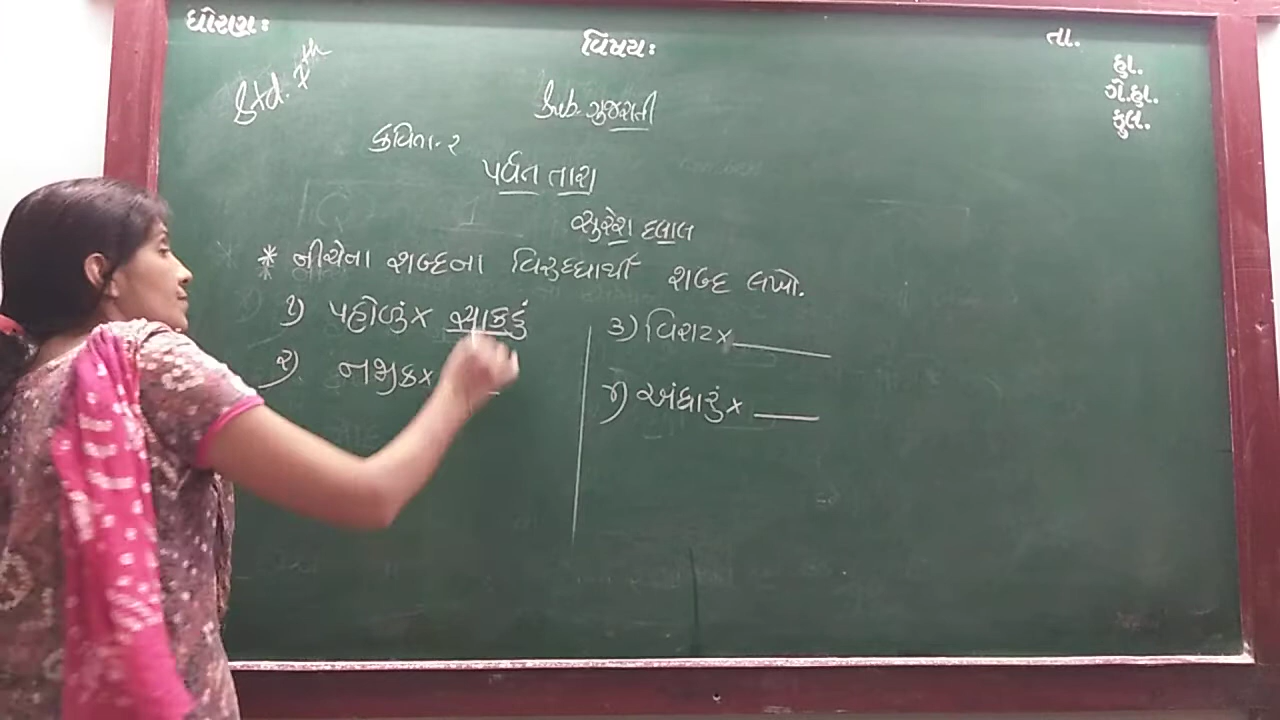 ધોરણઃ
વિષયઃ
તા.
હા.
ગે.હા.
કુલ.
Std. 7th
Sub. ગુજરાતી
કવિતા-૨
પર્વત તારા
સુરેશ દલાલ
* નીચેના શબ્દના વિરુદ્ધાર્થી શબ્દ લખો.
૧) પહોળું× સાંકડું
૨) નજીક×
૩) વિરાટ×
૪) અંધારું×